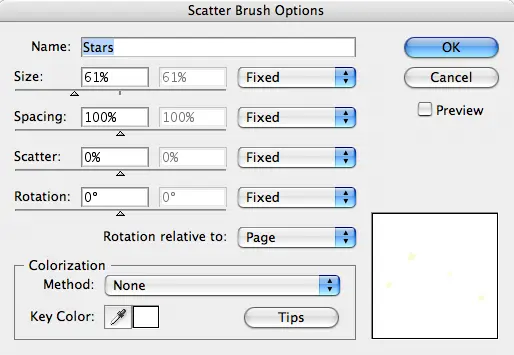 Scatter Brush Options
Name: Stars
OK
Size: 61% 61% Fixed
Cancel
Spacing: 100% 100% Fixed
Preview
Scatter: 0% 0% Fixed
Rotation: 0° 0° Fixed
Rotation relative to: Page
Colorization
Method: None
Key Color: Tips